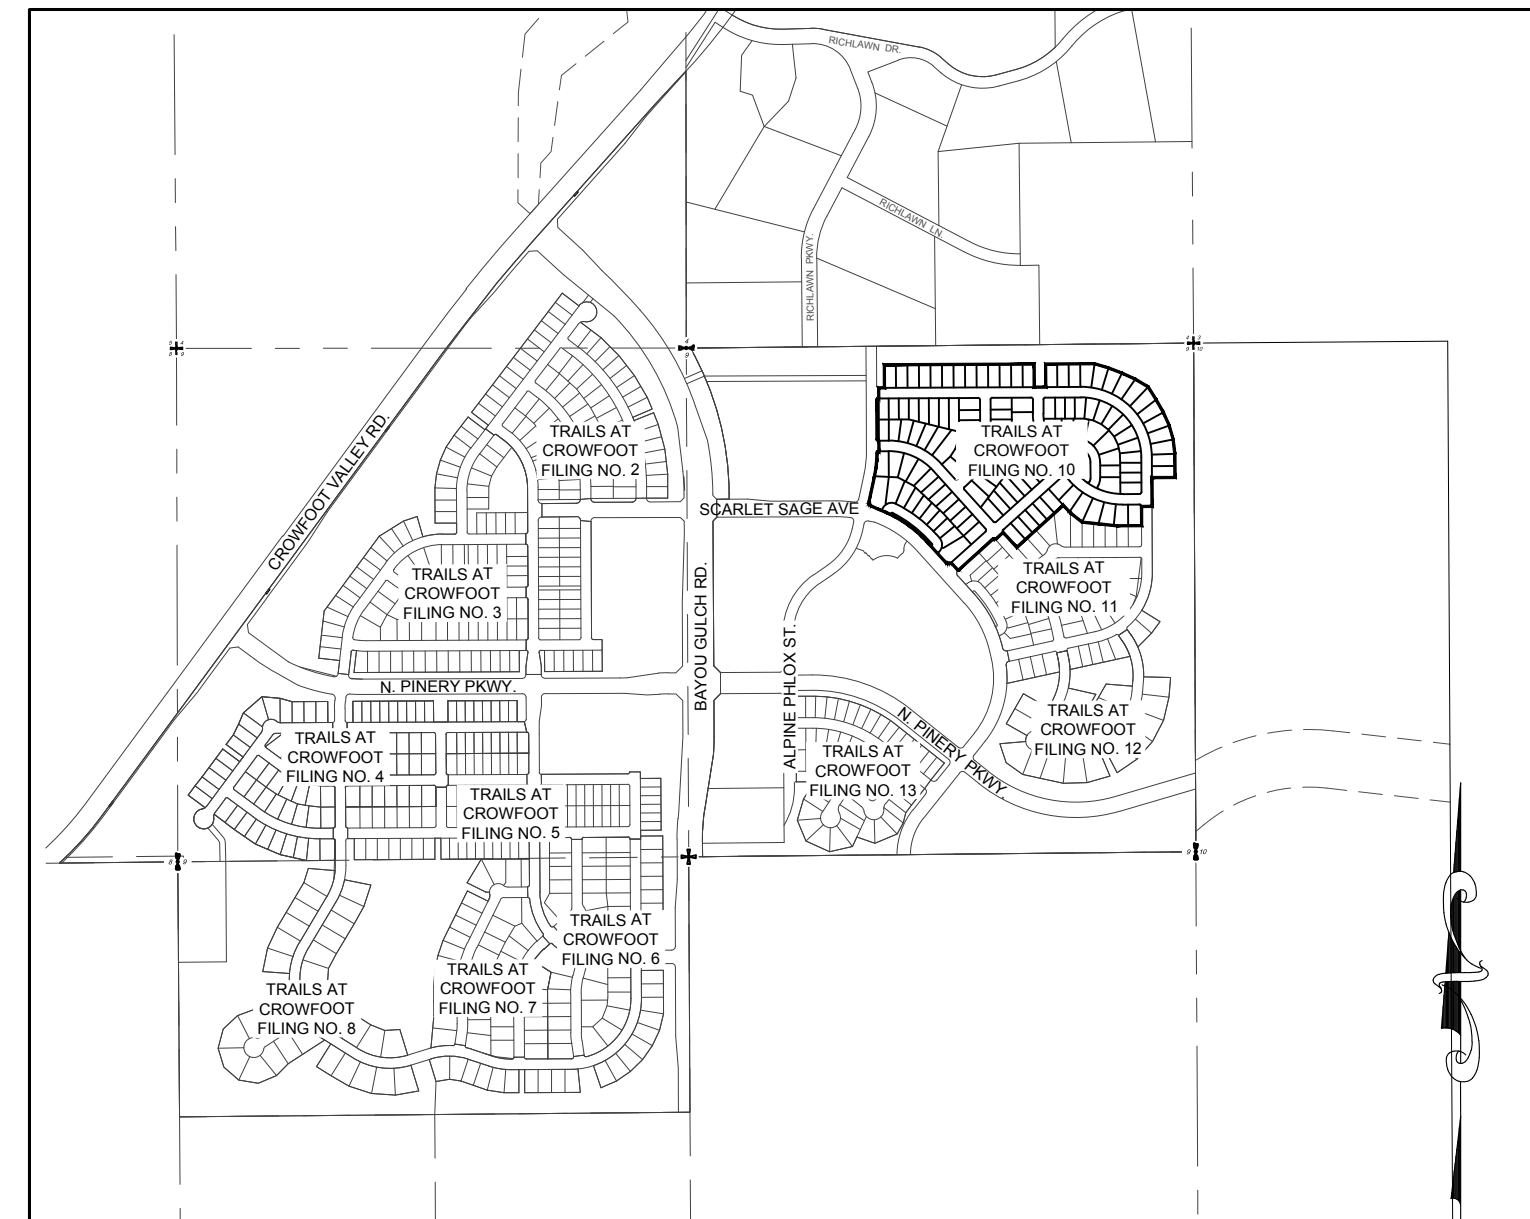 RICHLAWN DR.
RICHLAWN LN.
RICHLAWN PKWY.
CROWFOOT VALLEY RD.
TRAILS AT
CROWFOOT
FILING NO. 2
TRAILS AT
CROWFOOT
FILING NO. 10
SCARLET SAGE AVE
TRAILS AT
CROWFOOT
FILING NO. 3
TRAILS AT
CROWFOOT
FILING NO. 11
BAYOU GULCH RD.
ALPINE PHLOX ST.
N. PINERY PKWY.
N. PINERY PKWY.
TRAILS AT
CROWFOOT
FILING NO. 12
TRAILS AT
CROWFOOT
FILING NO. 4
TRAILS AT
CROWFOOT
FILING NO. 13
TRAILS AT
CROWFOOT
FILING NO. 5
8 9
9 10
TRAILS AT
CROWFOOT
FILING NO. 6
TRAILS AT
CROWFOOT
FILING NO. 7
TRAILS AT
CROWFOOT
FILING NO. 8